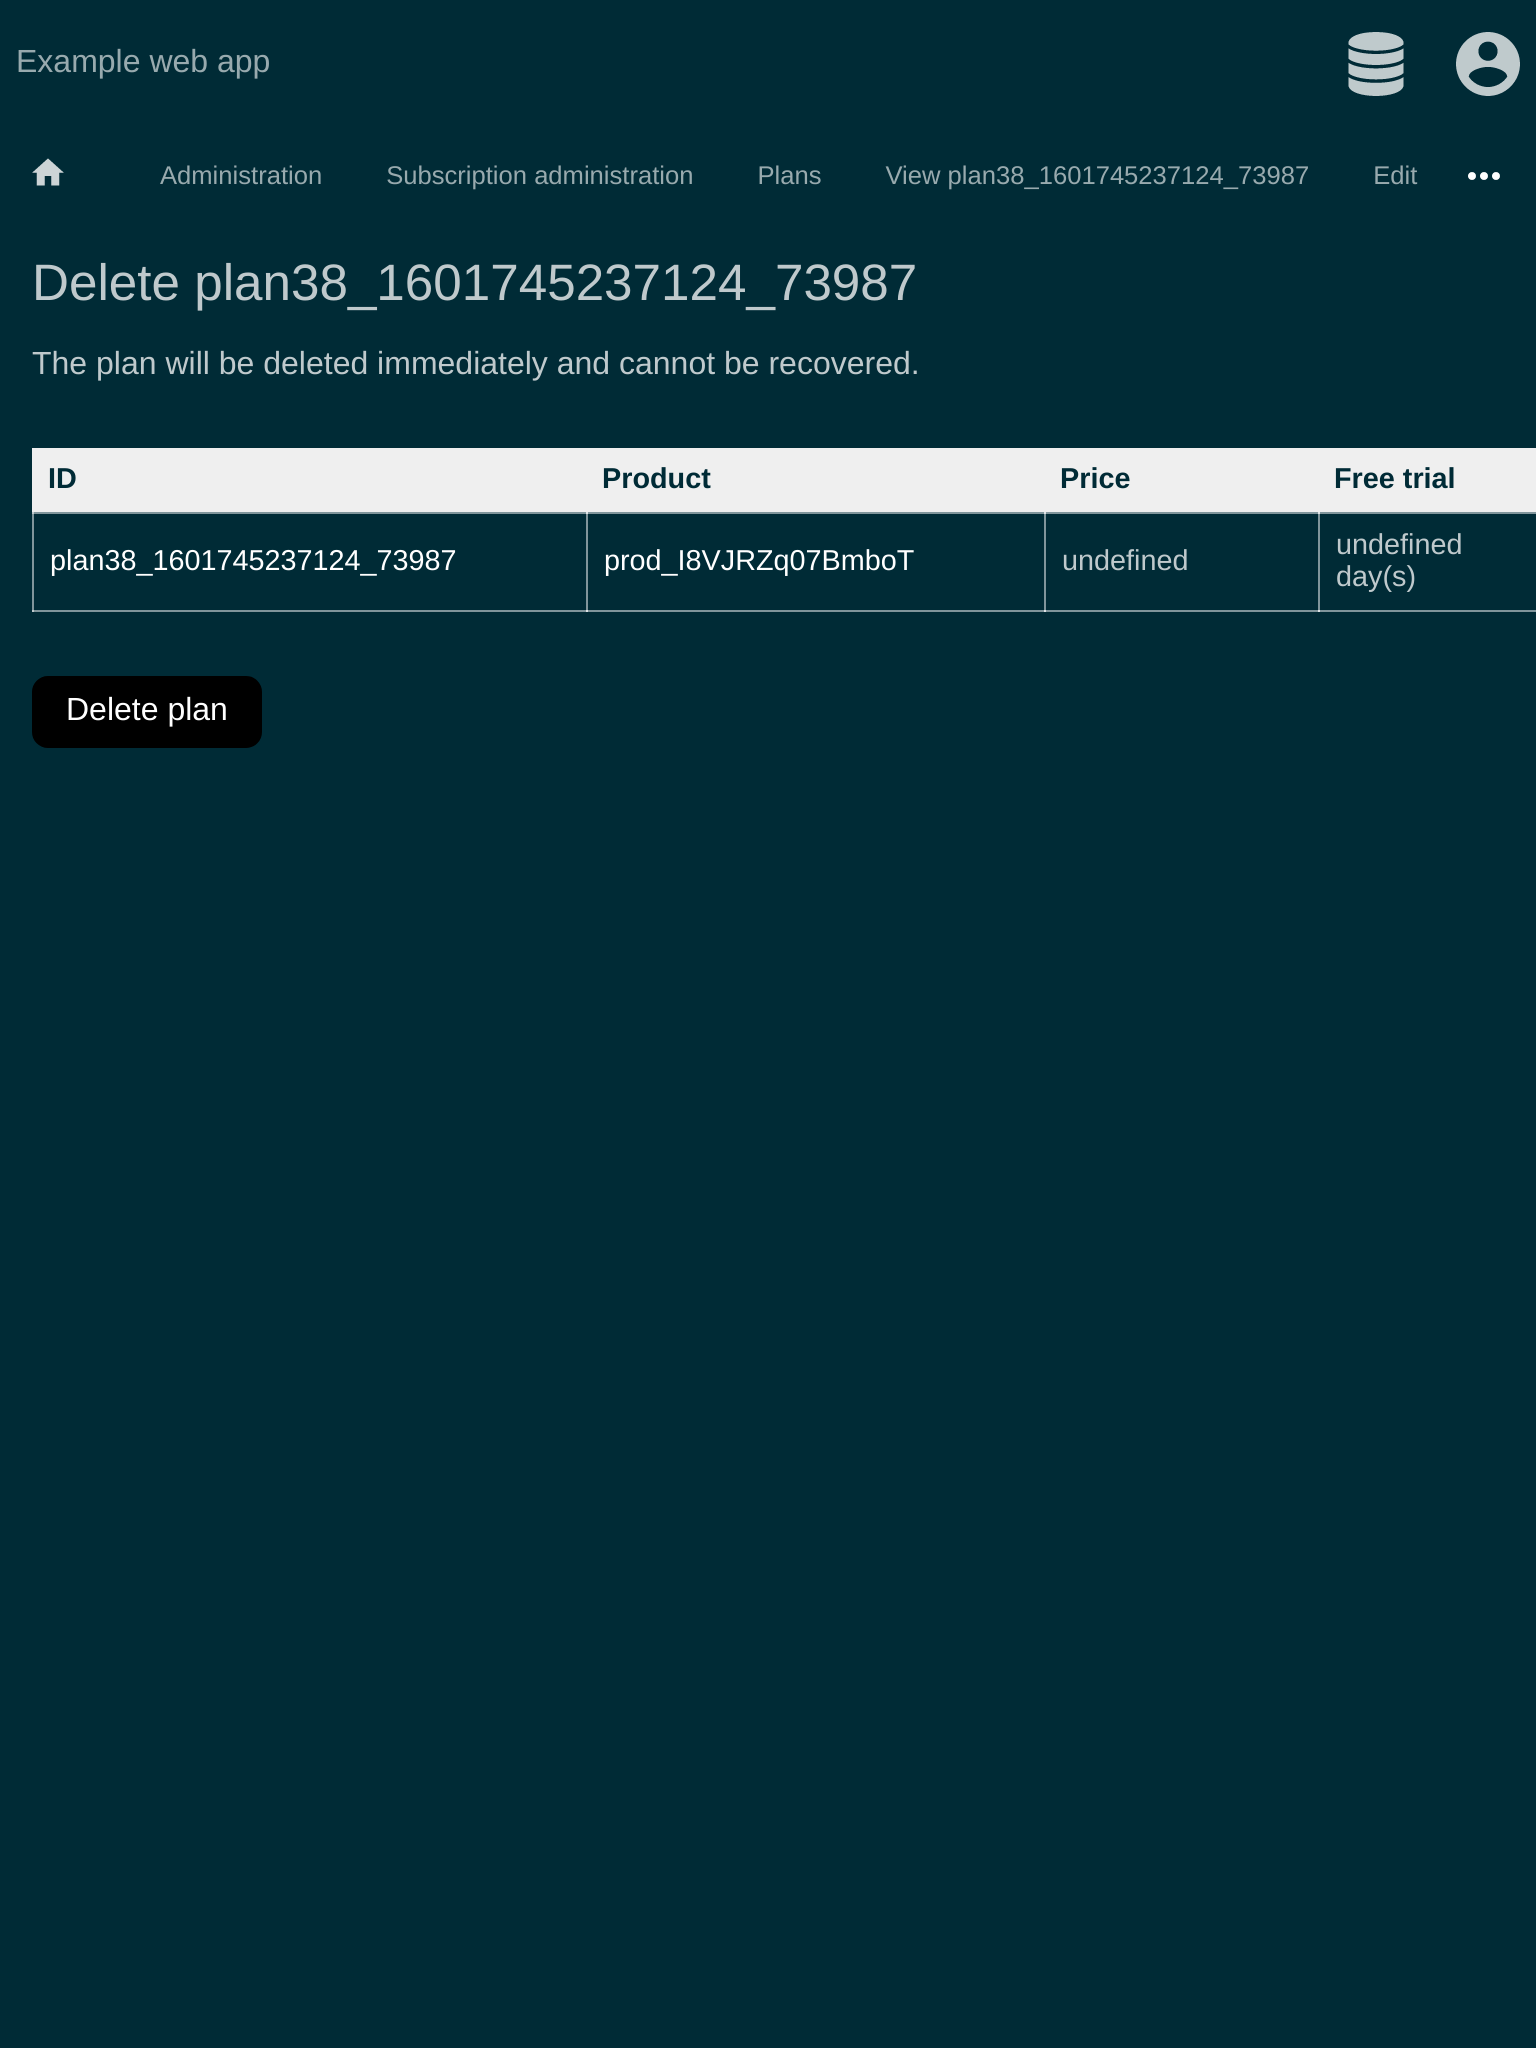 Example web app
Administration Subscription administration Plans View plan38_1601745237124_73987 Edit
Delete plan38_1601745237124_73987
The plan will be deleted immediately and cannot be recovered.
ID Product Price Free trial
plan38_1601745237124_73987 prod_I8VJRZq07BmboT undefined undefined
day(s)
Delete plan